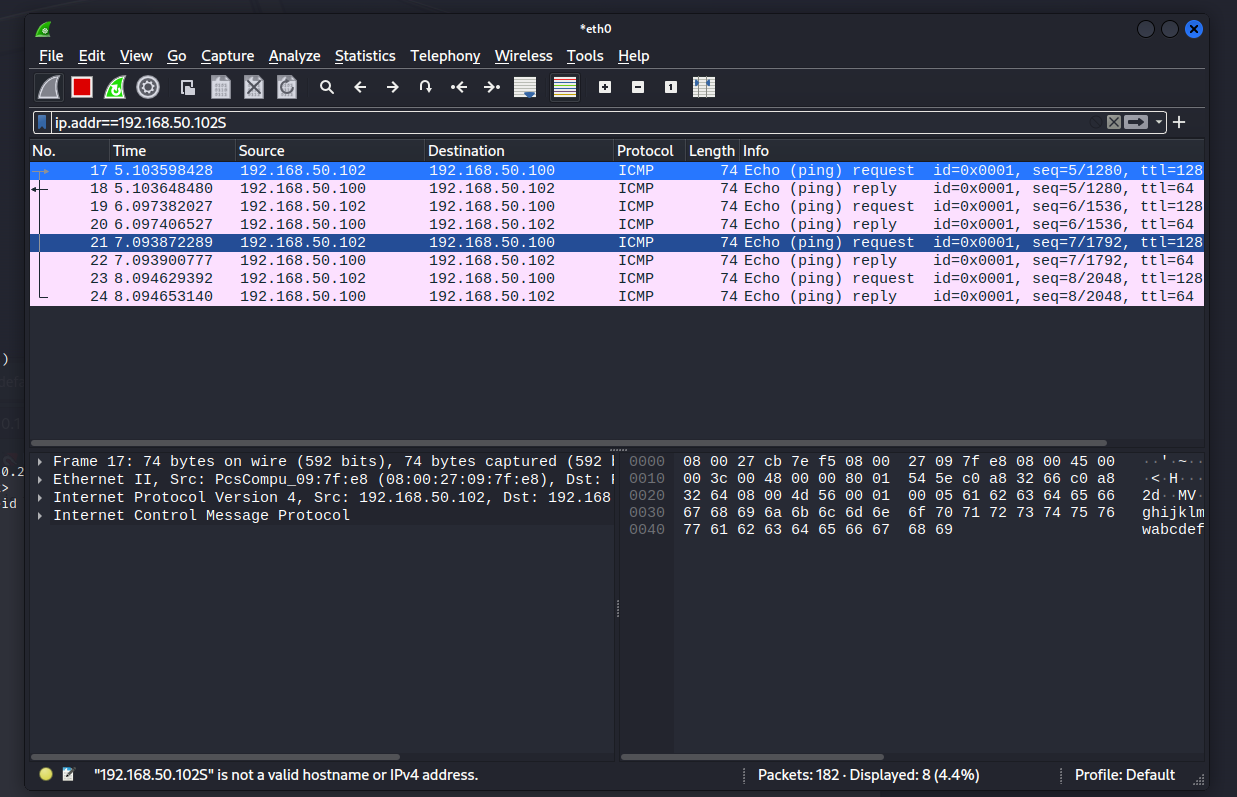 *eth0
File Edit View Go Capture Analyze Statistics Telephony Wireless Tools Help
ip.addr==192.168.50.102S
No. Time Source Destination Protocol Length Info
17 5.103598428 192.168.50.102 192.168.50.100 ICMP 74 Echo (ping) request id=0x0001, seq=5/1280, ttl=128
18 5.103648480 192.168.50.100 192.168.50.102 ICMP 74 Echo (ping) reply id=0x0001, seq=5/1280, ttl=64
19 6.097382027 192.168.50.102 192.168.50.100 ICMP 74 Echo (ping) request id=0x0001, seq=6/1536, ttl=128
20 6.097406527 192.168.50.100 192.168.50.102 ICMP 74 Echo (ping) reply id=0x0001, seq=6/1536, ttl=64
21 7.093872289 192.168.50.102 192.168.50.100 ICMP 74 Echo (ping) request id=0x0001, seq=7/1792, ttl=128
22 7.093900777 192.168.50.100 192.168.50.102 ICMP 74 Echo (ping) reply id=0x0001, seq=7/1792, ttl=64
23 8.094629392 192.168.50.102 192.168.50.100 ICMP 74 Echo (ping) request id=0x0001, seq=8/2048, ttl=128
24 8.094653140 192.168.50.100 192.168.50.102 ICMP 74 Echo (ping) reply id=0x0001, seq=8/2048, ttl=64
)
0.2
>
id
Frame 17: 74 bytes on wire (592 bits), 74 bytes captured (592 b
Ethernet II, Src: PcsCompu_09:7f:e8 (08:00:27:09:7f:e8), Dst: P
Internet Protocol Version 4, Src: 192.168.50.102, Dst: 192.168
Internet Control Message Protocol
0000 08 00 27 cb 7e f5 08 00 27 09 7f e8 08 00 45 00 ··'·~··
0010 00 3c 00 48 00 00 80 01 54 5e c0 a8 32 66 c0 a8 ·<·H···
0020 32 64 08 00 4d 56 00 01 00 05 61 62 63 64 65 66 2d··MV·
0030 67 68 69 6a 6b 6c 6d 6e 6f 70 71 72 73 74 75 76 ghijklm
0040 77 61 62 63 64 65 66 67 68 69 wabcdef
"192.168.50.102S" is not a valid hostname or IPv4 address.
Packets: 182 · Displayed: 8 (4.4%)
Profile: Default